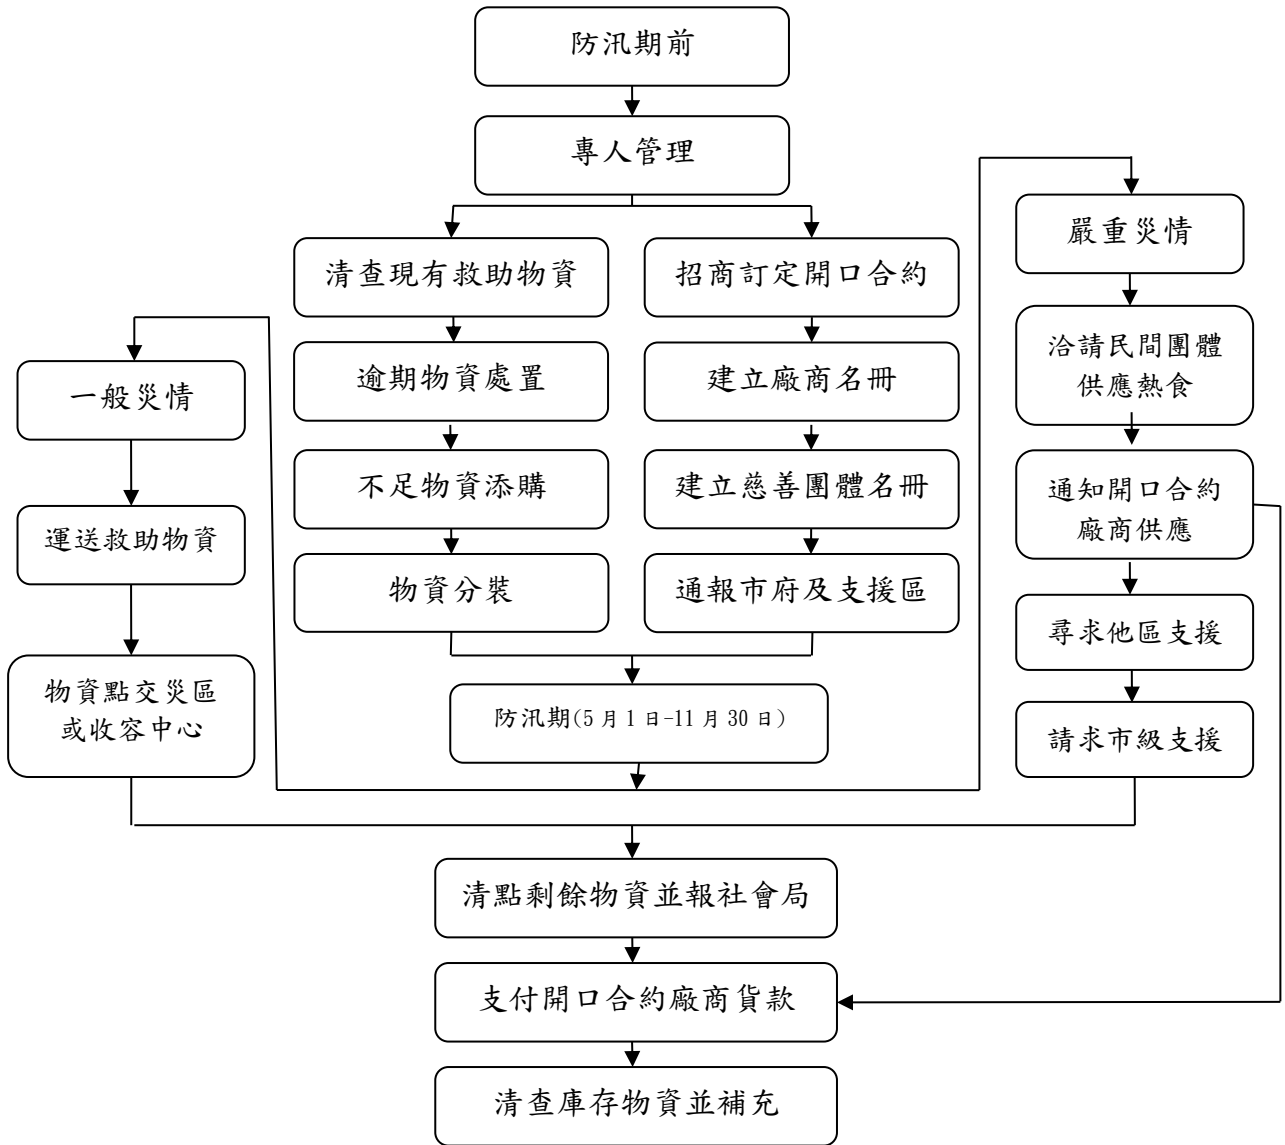 防汛期前
專人管理
清查現有救助物資
逾期物資處置
不足物資添購
物資分裝
招商訂定開口合約
建立廠商名冊
建立慈善團體名冊
通報市府及支援區
防汛期(5月1日-11月30日)
一般災情
運送救助物資
物資點交災區
或收容中心
嚴重災情
洽請民間團體
供應熱食
通知開口合約
廠商供應
尋求他區支援
請求市級支援
清點剩餘物資並報社會局
支付開口合約廠商貨款
清查庫存物資並補充